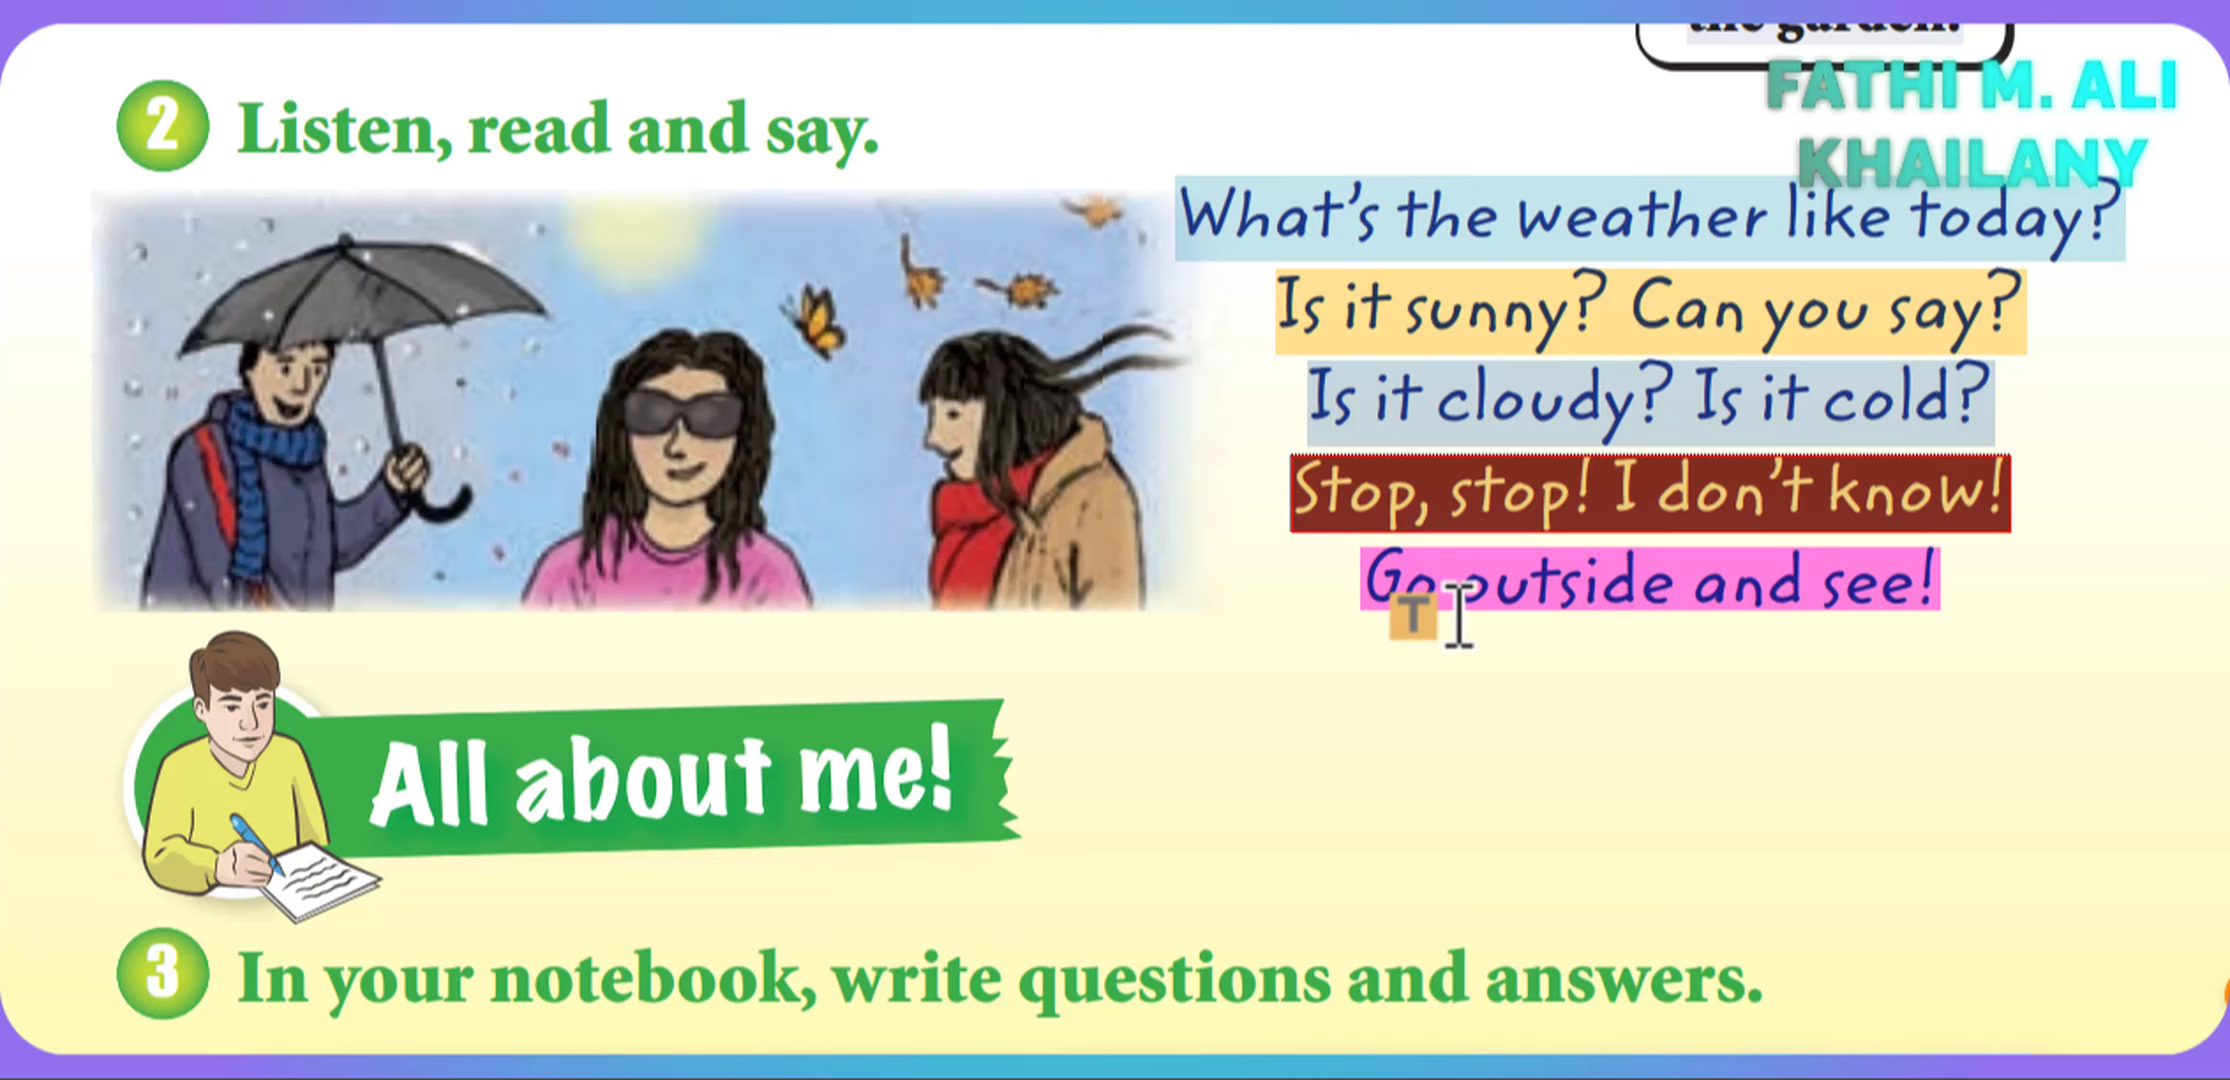 the garden.
FATHI M. ALI
KHAILANY
2 Listen, read and say.
What's the weather like today?
Is it sunny? Can you say?
Is it cloudy? Is it cold?
Stop, stop! I don't know!
Go outside and see!
T
All about me!
3 In your notebook, write questions and answers.